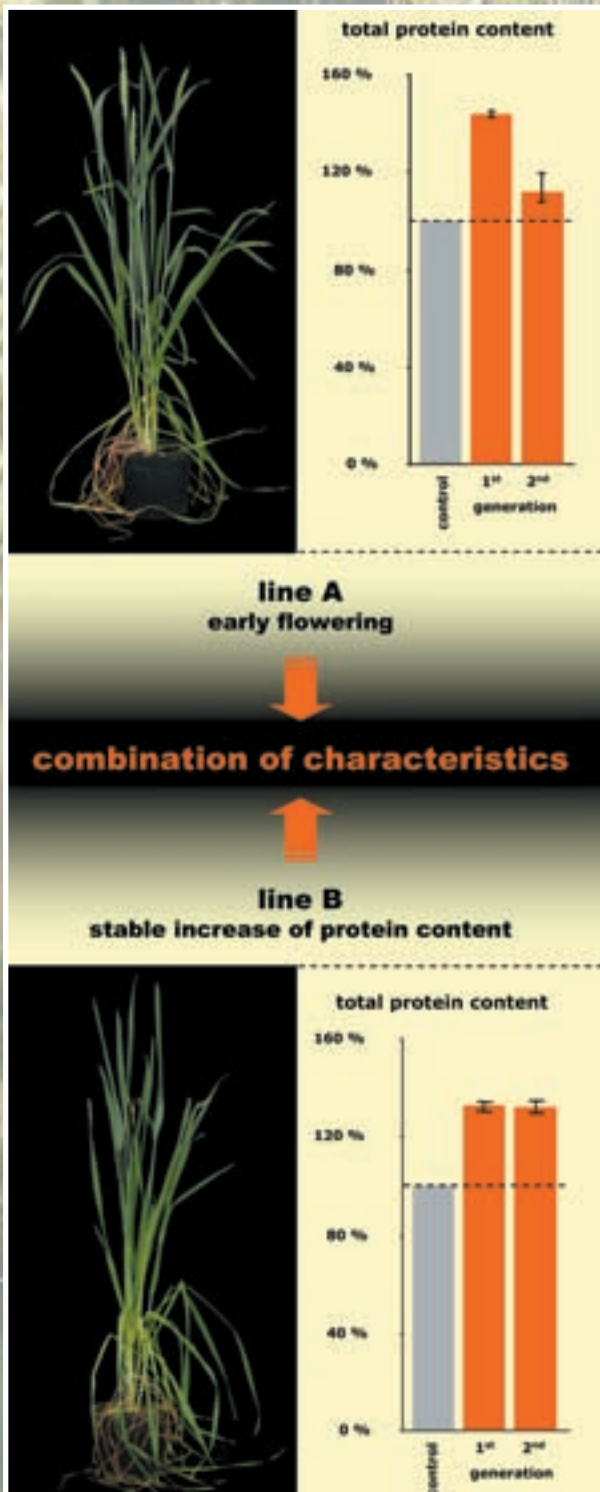 total protein content
160 %
120 %
80 %
40 %
0 %
control
1st
2nd
generation
line A
early flowering
combination of characteristics
line B
stable increase of protein content
total protein content
160 %
120 %
80 %
40 %
0 %
control
1st
2nd
generation